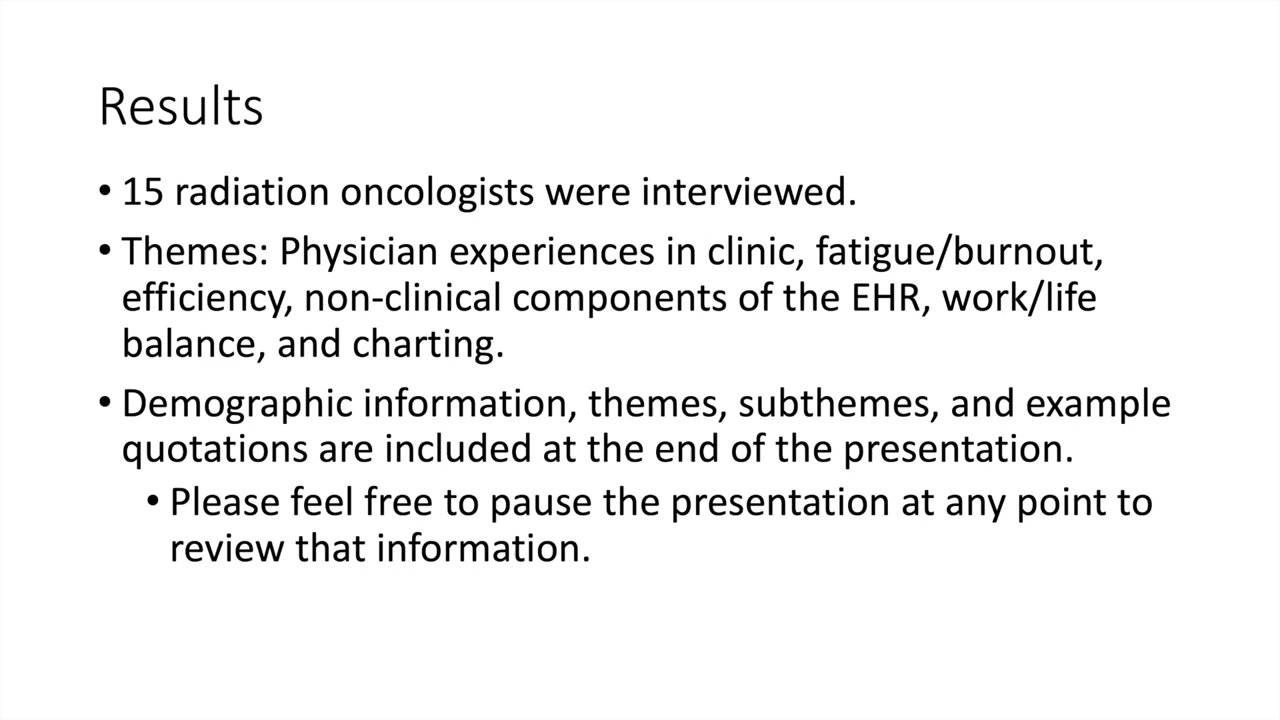 Results
• 15 radiation oncologists were interviewed.
• Themes: Physician experiences in clinic, fatigue/burnout,
efficiency, non-clinical components of the EHR, work/life
balance, and charting.
• Demographic information, themes, subthemes, and example
quotations are included at the end of the presentation.
• Please feel free to pause the presentation at any point to
review that information.